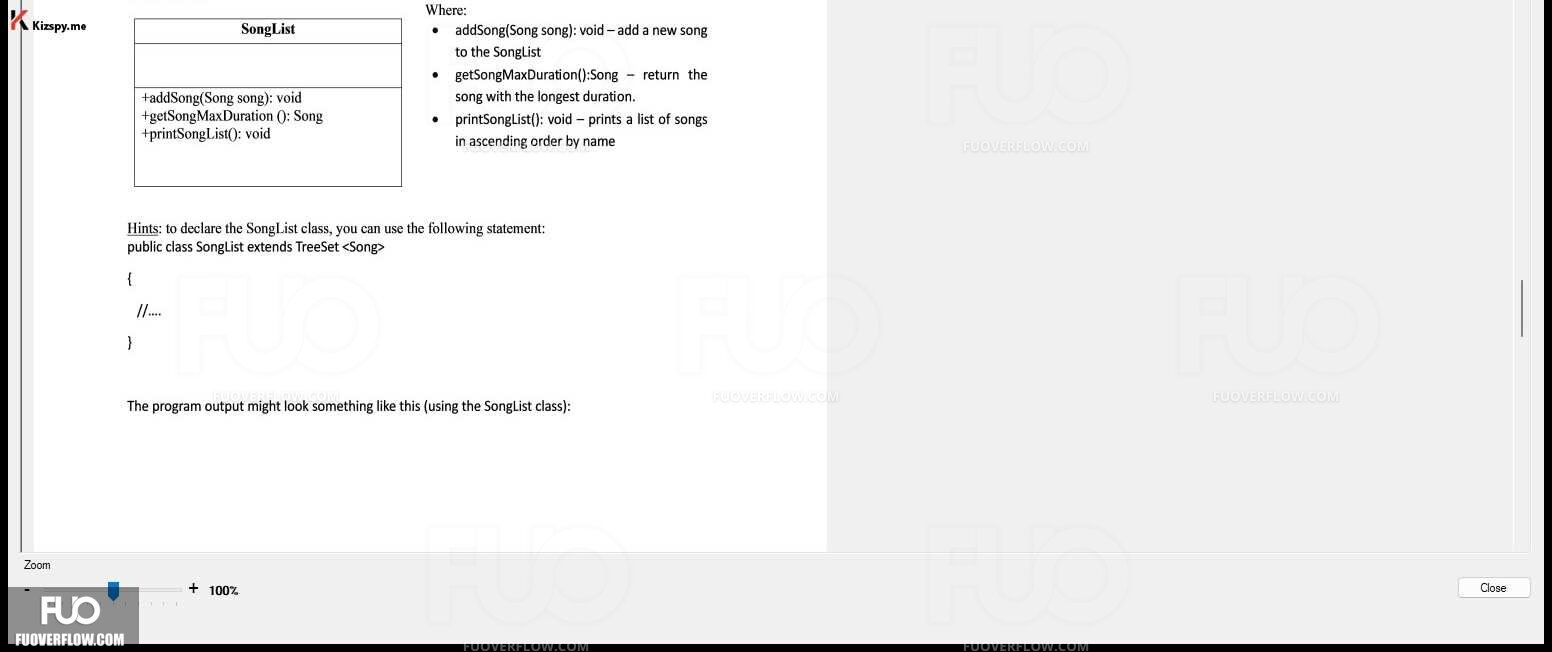 Kizspy.me
SongList
+addSong(Song song): void
+getSongMaxDuration (): Song
+printSongList(): void
Where:
• addSong(Song song): void – add a new song
to the SongList
• getSongMaxDuration():Song – return the
song with the longest duration.
• printSongList(): void – prints a list of songs
in ascending order by name
FUOVERFLOW.COM
Hints: to declare the SongList class, you can use the following statement:
public class SongList extends TreeSet <Song>
{
//....
}
FUO
FUO
FUO
FUOVERFLOW.COM
FUOVERFLOW.COM
FUOVERFLOW.COM
The program output might look something like this (using the SongList class):
Zoom
- + 100%
Close
FUO
FUOVERFLOW.COM
FUOVERFLOW.COM
FUOVERFLOW.COM